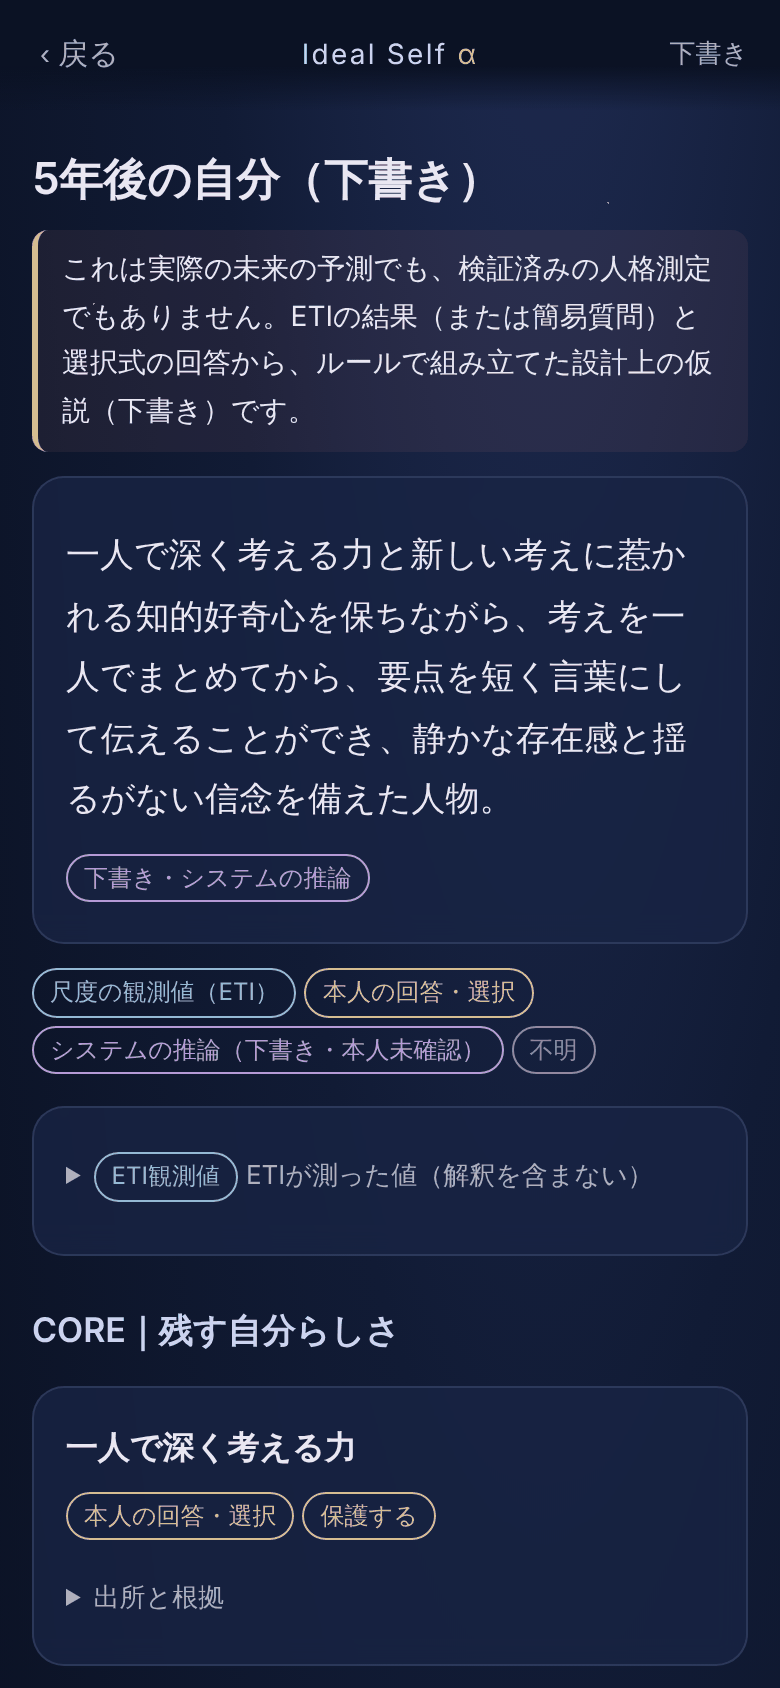 ‹ 戻る
Ideal Self α
下書き
5年後の自分（下書き）
これは実際の未来の予測でも、検証済みの人格測定
でもありません。ETIの結果（または簡易質問）と
選択式の回答から、ルールで組み立てた設計上の仮
説（下書き）です。
一人で深く考える力と新しい考えに惹か
れる知的好奇心を保ちながら、考えを一
人でまとめてから、要点を短く言葉にし
て伝えることができ、静かな存在感と揺
るがない信念を備えた人物。
下書き・システムの推論
尺度の観測値（ETI） 本人の回答・選択
システムの推論（下書き・本人未確認） 不明
▶ ETI観測値 ETIが測った値（解釈を含まない）
CORE｜残す自分らしさ
一人で深く考える力
本人の回答・選択 保護する
▶ 出所と根拠